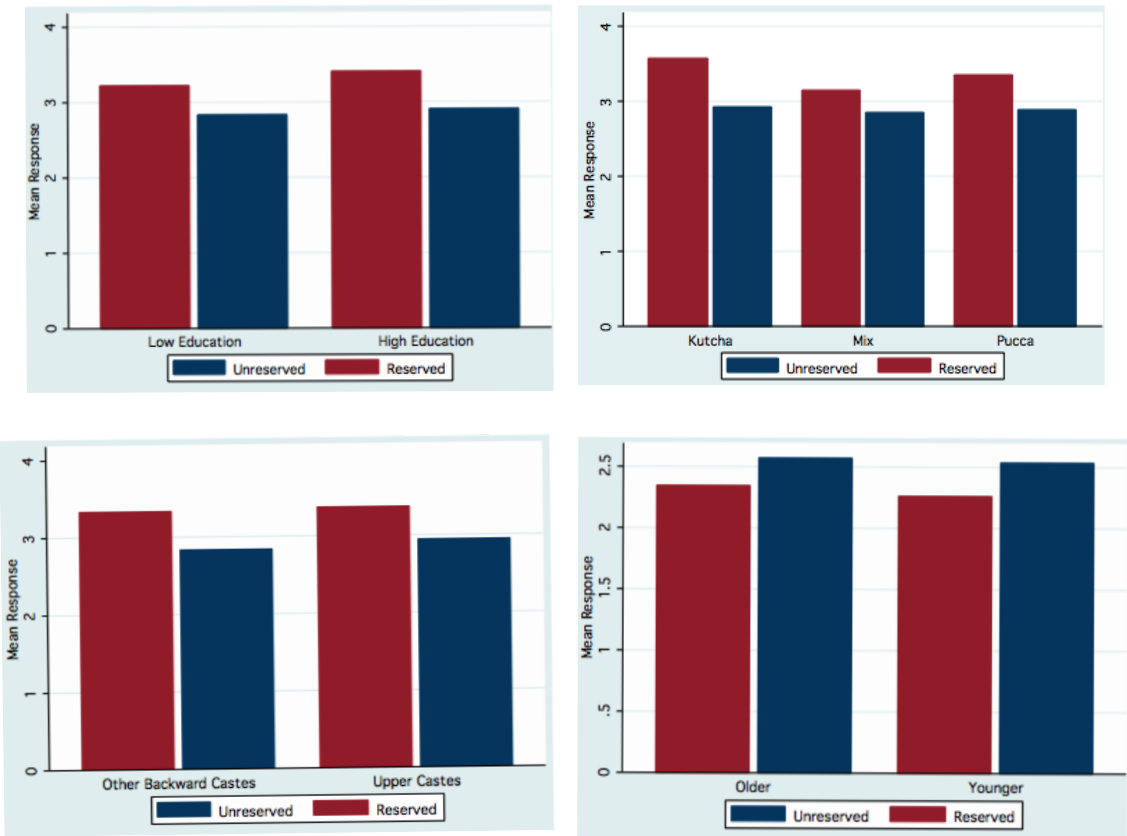 4
3
2
1
0
Mean Response
Low Education
High Education
Unreserved
Reserved
4
3
2
1
0
Mean Response
Kutcha
Mix
Pucca
Unreserved
Reserved
4
3
2
1
0
Mean Response
Other Backward Castes
Upper Castes
Unreserved
Reserved
2.5
2
1.5
1
.5
0
Mean Response
Older
Younger
Unreserved
Reserved